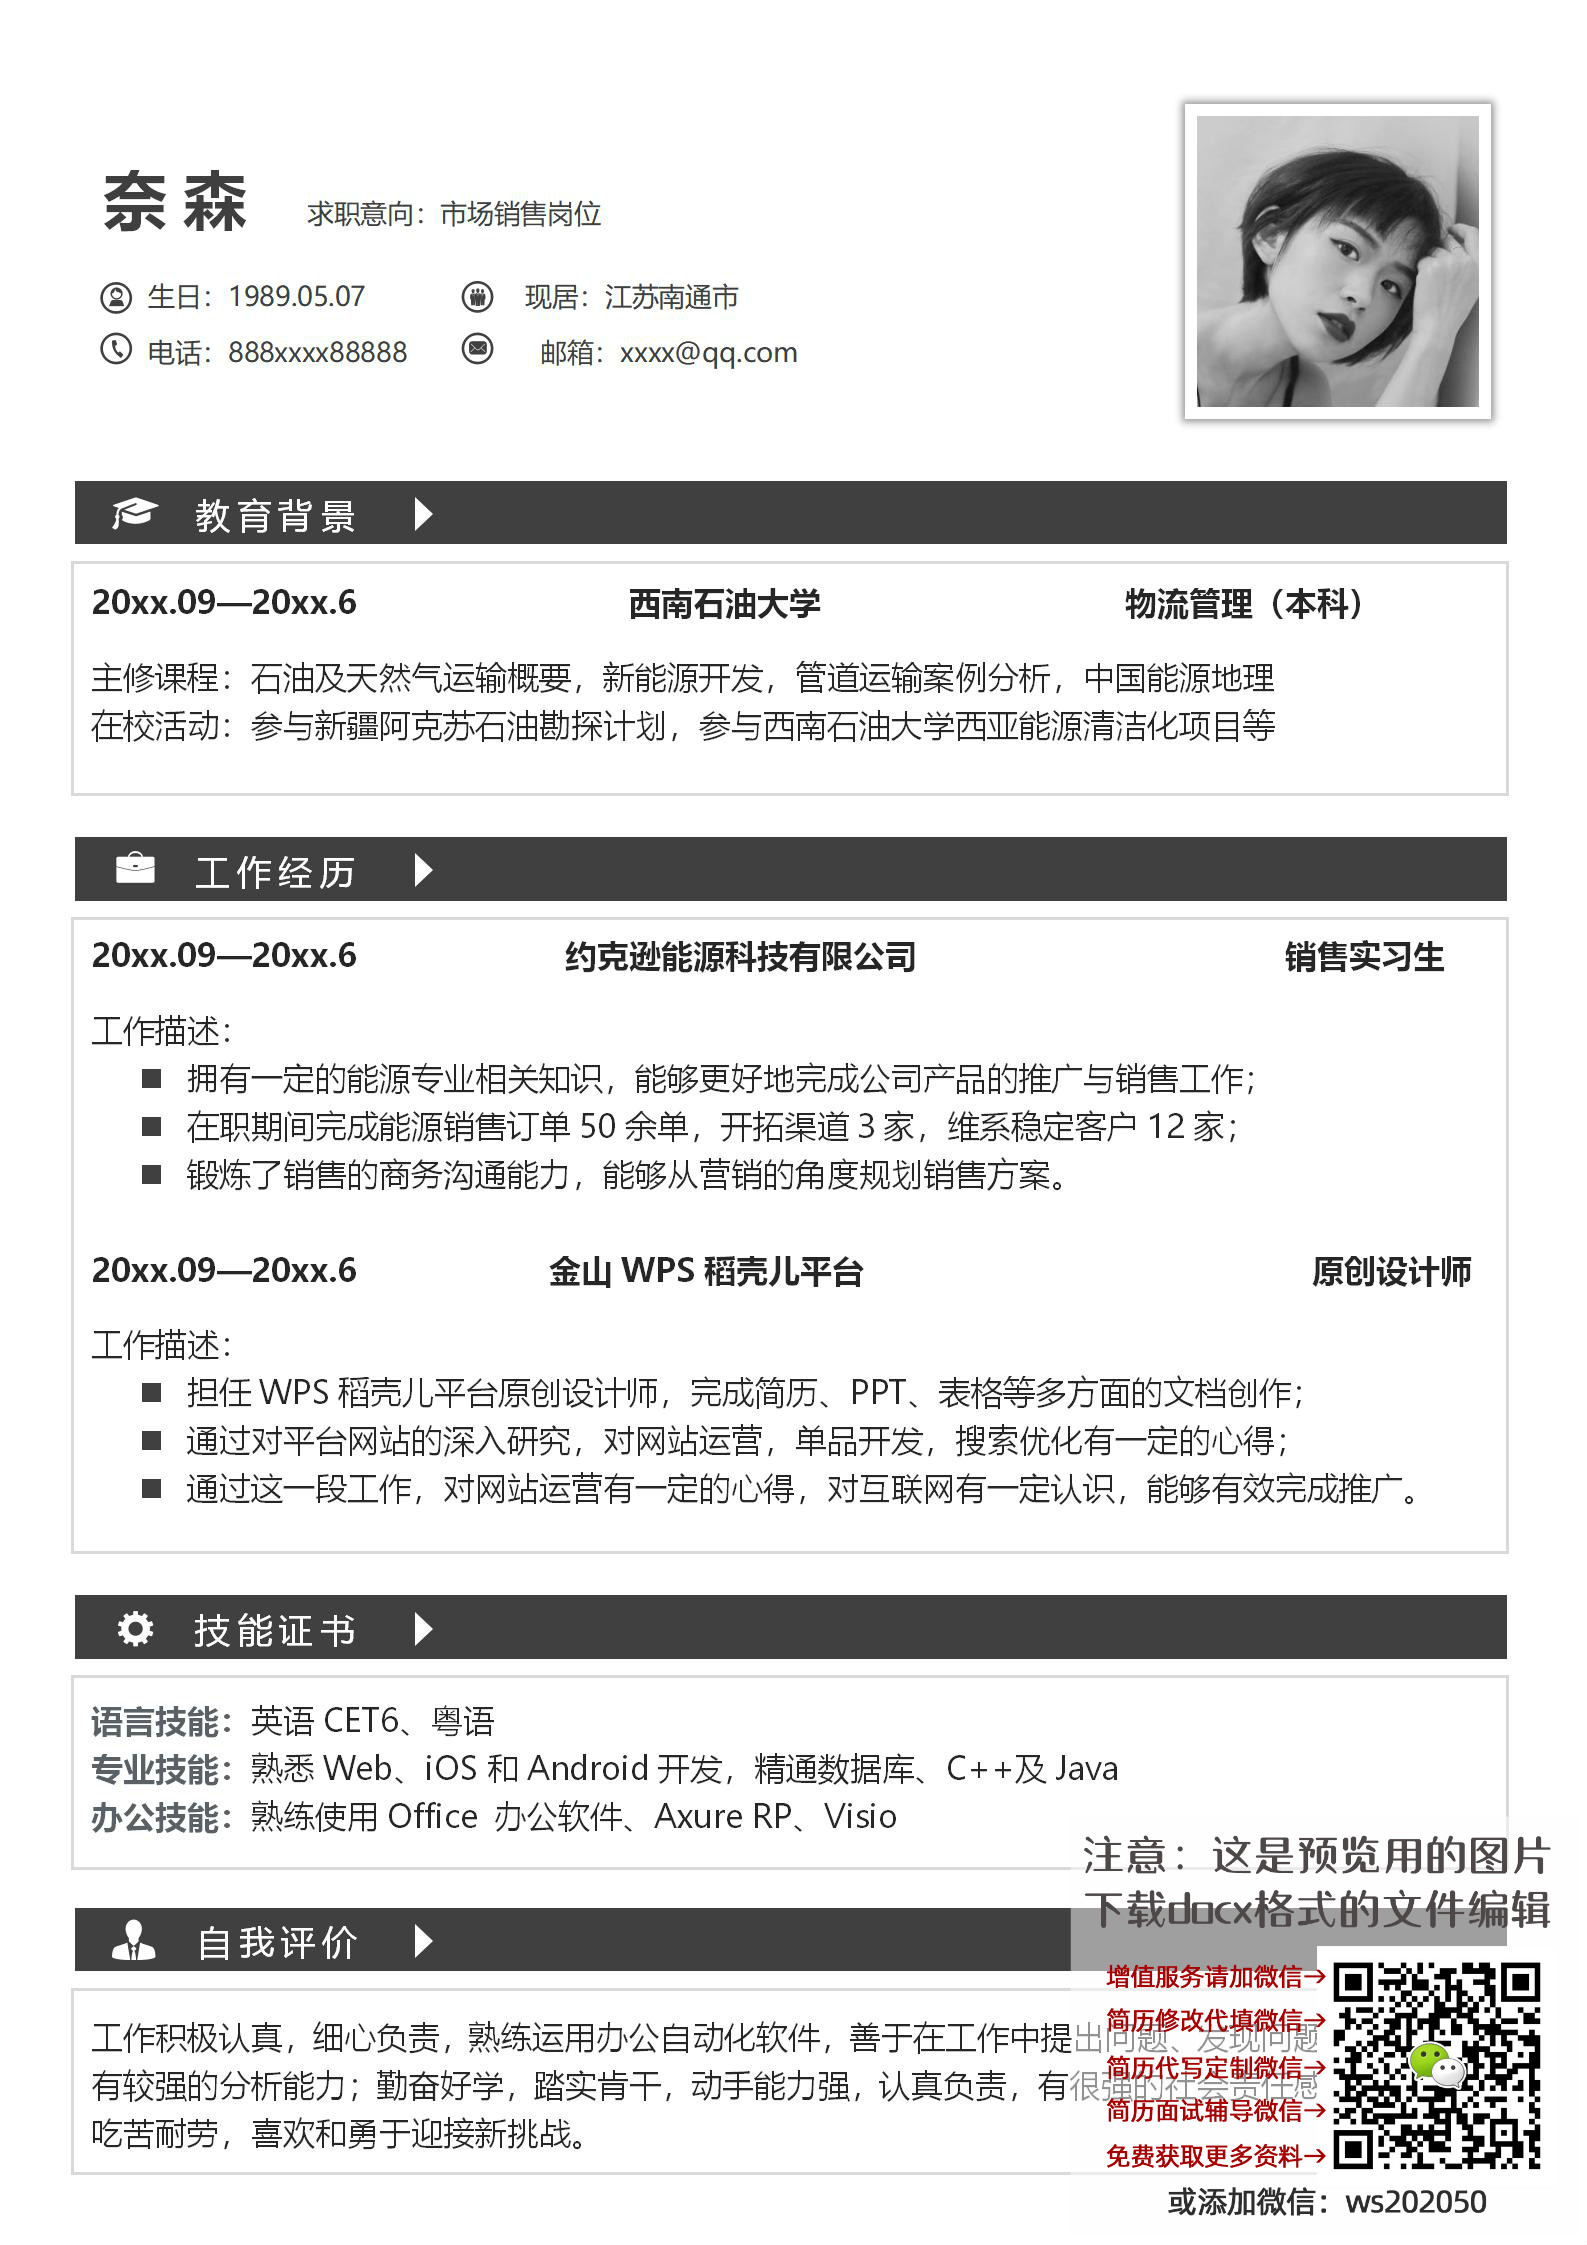 奈森 求职意向：市场销售岗位
生日：1989.05.07 现居：江苏南通市
电话：888xxxx88888 邮箱：xxxx@qq.com
教育背景
20xx.09—20xx.6 西南石油大学 物流管理（本科）
主修课程：石油及天然气运输概要，新能源开发，管道运输案例分析，中国能源地理
在校活动：参与新疆阿克苏石油勘探计划，参与西南石油大学西亚能源清洁化项目等
工作经历
20xx.09—20xx.6 约克逊能源科技有限公司 销售实习生
工作描述：
■ 拥有一定的能源专业相关知识，能够更好地完成公司产品的推广与销售工作；
■ 在职期间完成能源销售订单 50 余单，开拓渠道 3 家，维系稳定客户 12 家；
■ 锻炼了销售的商务沟通能力，能够从营销的角度规划销售方案。
20xx.09—20xx.6 金山 WPS 稻壳儿平台 原创设计师
工作描述：
■ 担任 WPS 稻壳儿平台原创设计师，完成简历、PPT、表格等多方面的文档创作；
■ 通过对平台网站的深入研究，对网站运营，单品开发，搜索优化有一定的心得；
■ 通过这一段工作，对网站运营有一定的心得，对互联网有一定认识，能够有效完成推广。
技能证书
语言技能：英语 CET6、粤语
专业技能：熟悉 Web、iOS 和 Android 开发，精通数据库、C++及 Java
办公技能：熟练使用 Office 办公软件、Axure RP、Visio
注意：这是预览用的图片
下载docx格式的文件编辑
自我评价
工作积极认真，细心负责，熟练运用办公自动化软件，善于在工作中提出问题、发现问题
有较强的分析能力；勤奋好学，踏实肯干，动手能力强，认真负责，有很强的社会责任感
吃苦耐劳，喜欢和勇于迎接新挑战。
增值服务请加微信→
简历修改代填微信→
简历代写定制微信→
简历面试辅导微信→
免费获取更多资料→
或添加微信：ws202050